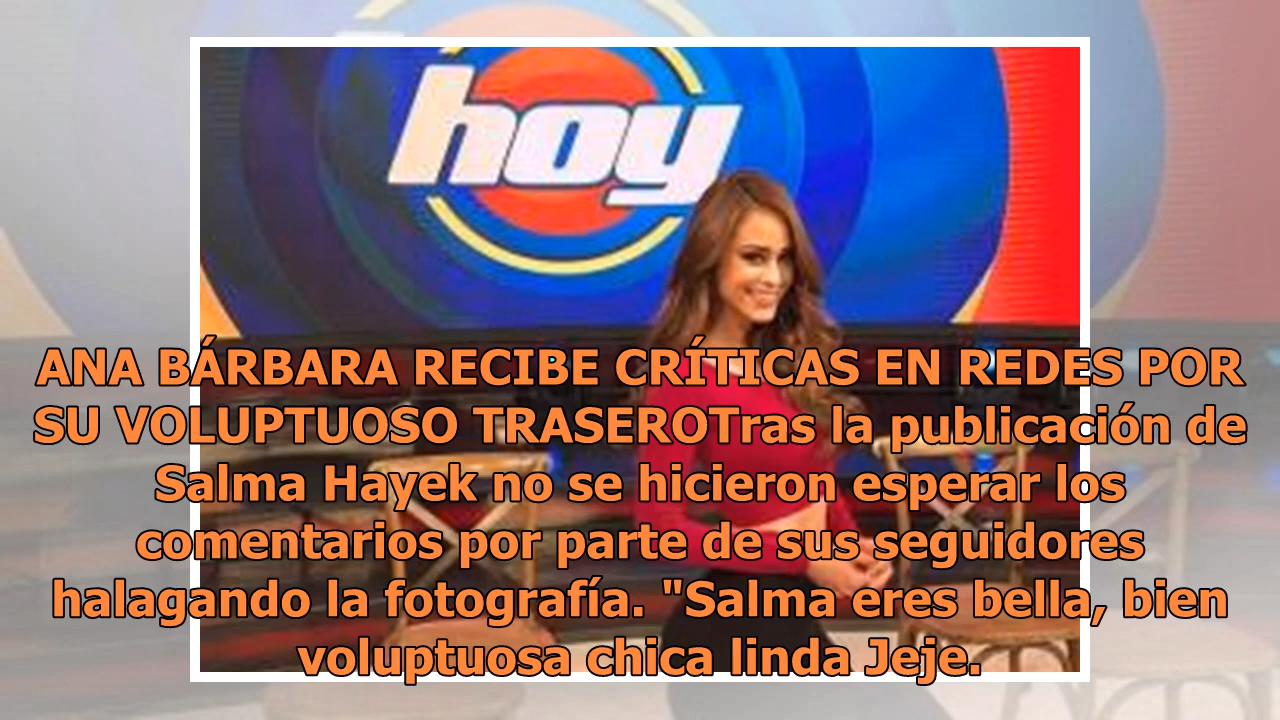 hoy
ANA BÁRBARA RECIBE CRÍTICAS EN REDES POR
SU VOLUPTUOSO TRASEROTras la publicación de
Salma Hayek no se hicieron esperar los
comentarios por parte de sus seguidores
halagando la fotografía. "Salma eres bella, bien
voluptuosa chica linda Jeje.